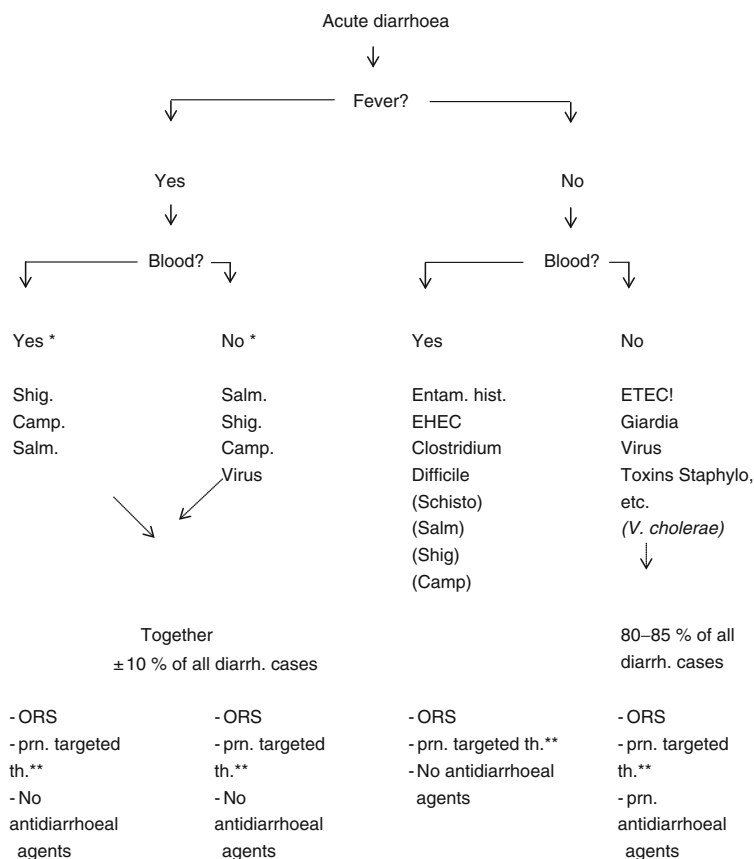 Acute diarrhoea
Fever?
Yes
No
Blood?
Blood?
Yes *
No *
Yes
No
Shig.
Camp.
Salm.
Salm.
Shig.
Camp.
Virus
Entam. hist.
EHEC
Clostridium
Difficile
(Schisto)
(Salm)
(Shig)
(Camp)
ETEC!
Giardia
Virus
Toxins Staphylo,
etc.
(V. cholerae)
Together
±10 % of all diarrh. cases
80–85 % of all
diarrh. cases
- ORS
- prn. targeted
th.**
- No
antidiarrhoeal
agents
- ORS
- prn. targeted
th.**
- No
antidiarrhoeal
agents
- ORS
- prn. targeted th.**
- No antidiarrhoeal
agents
- ORS
- prn. targeted
th.**
- prn.
antidiarrhoeal
agents